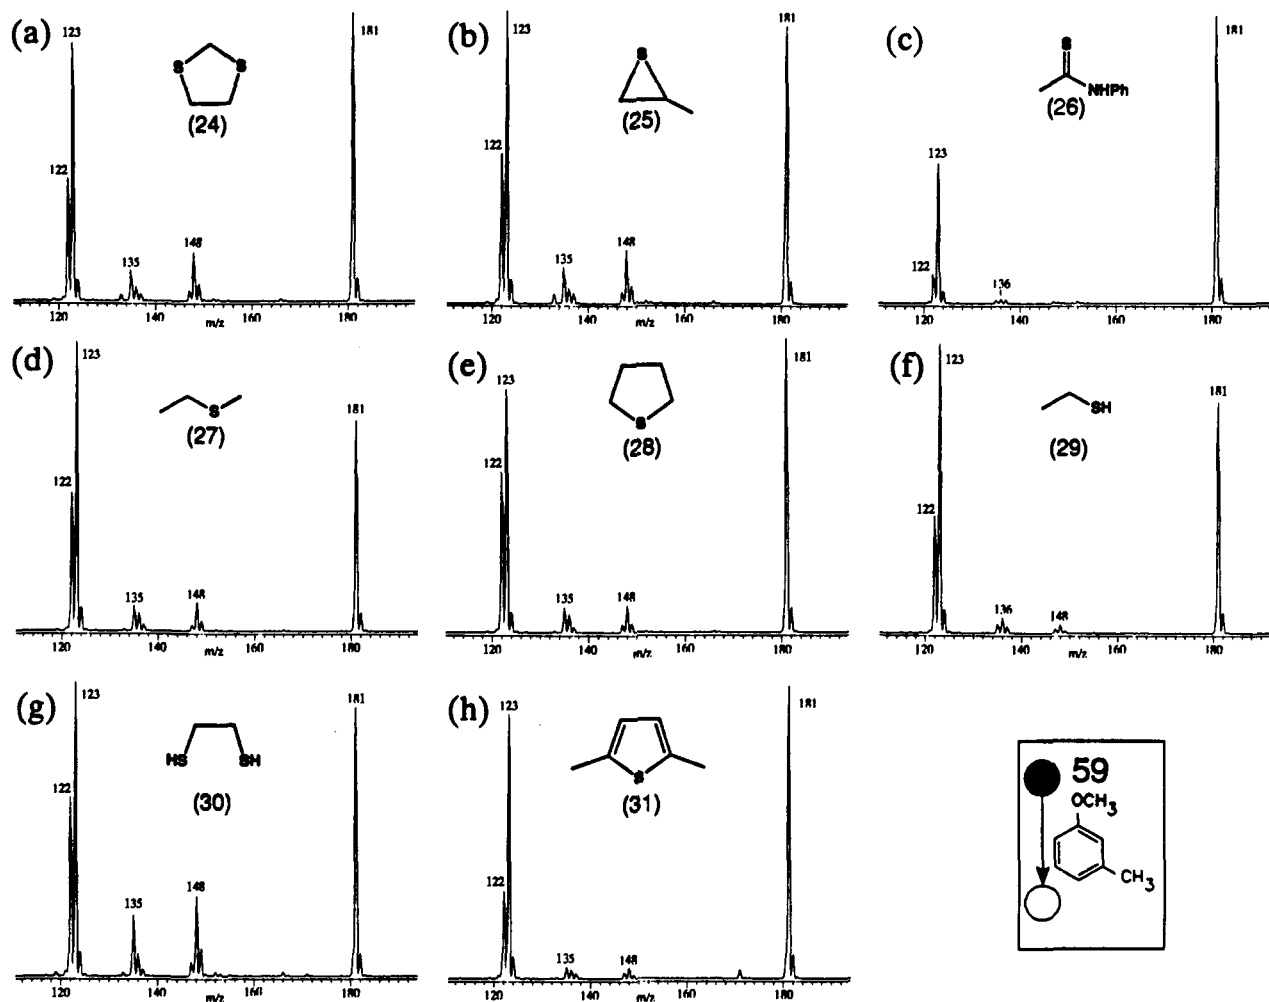 (a)
123
181
S S
(24)
122
135
148
120 140 160 180
m/z
(b)
123
181
S
(25)
122
135
148
120 140 160 180
m/z
(c)
181
S
NHPh
(26)
123
122
136
120 140 160 180
m/z
(d)
123
181
S
(27)
122
135
148
120 140 160 180
m/z
(e)
181
123
S
(28)
122
135
148
120 140 160 180
m/z
(f)
123
181
SH
(29)
122
136
148
120 140 160 180
m/z
(g)
123
181
HS SH
(30)
122
135
148
120 140 160 180
m/z
(h)
123
181
S
(31)
122
135
148
120 140 160 180
m/z
59
OCH3
CH3